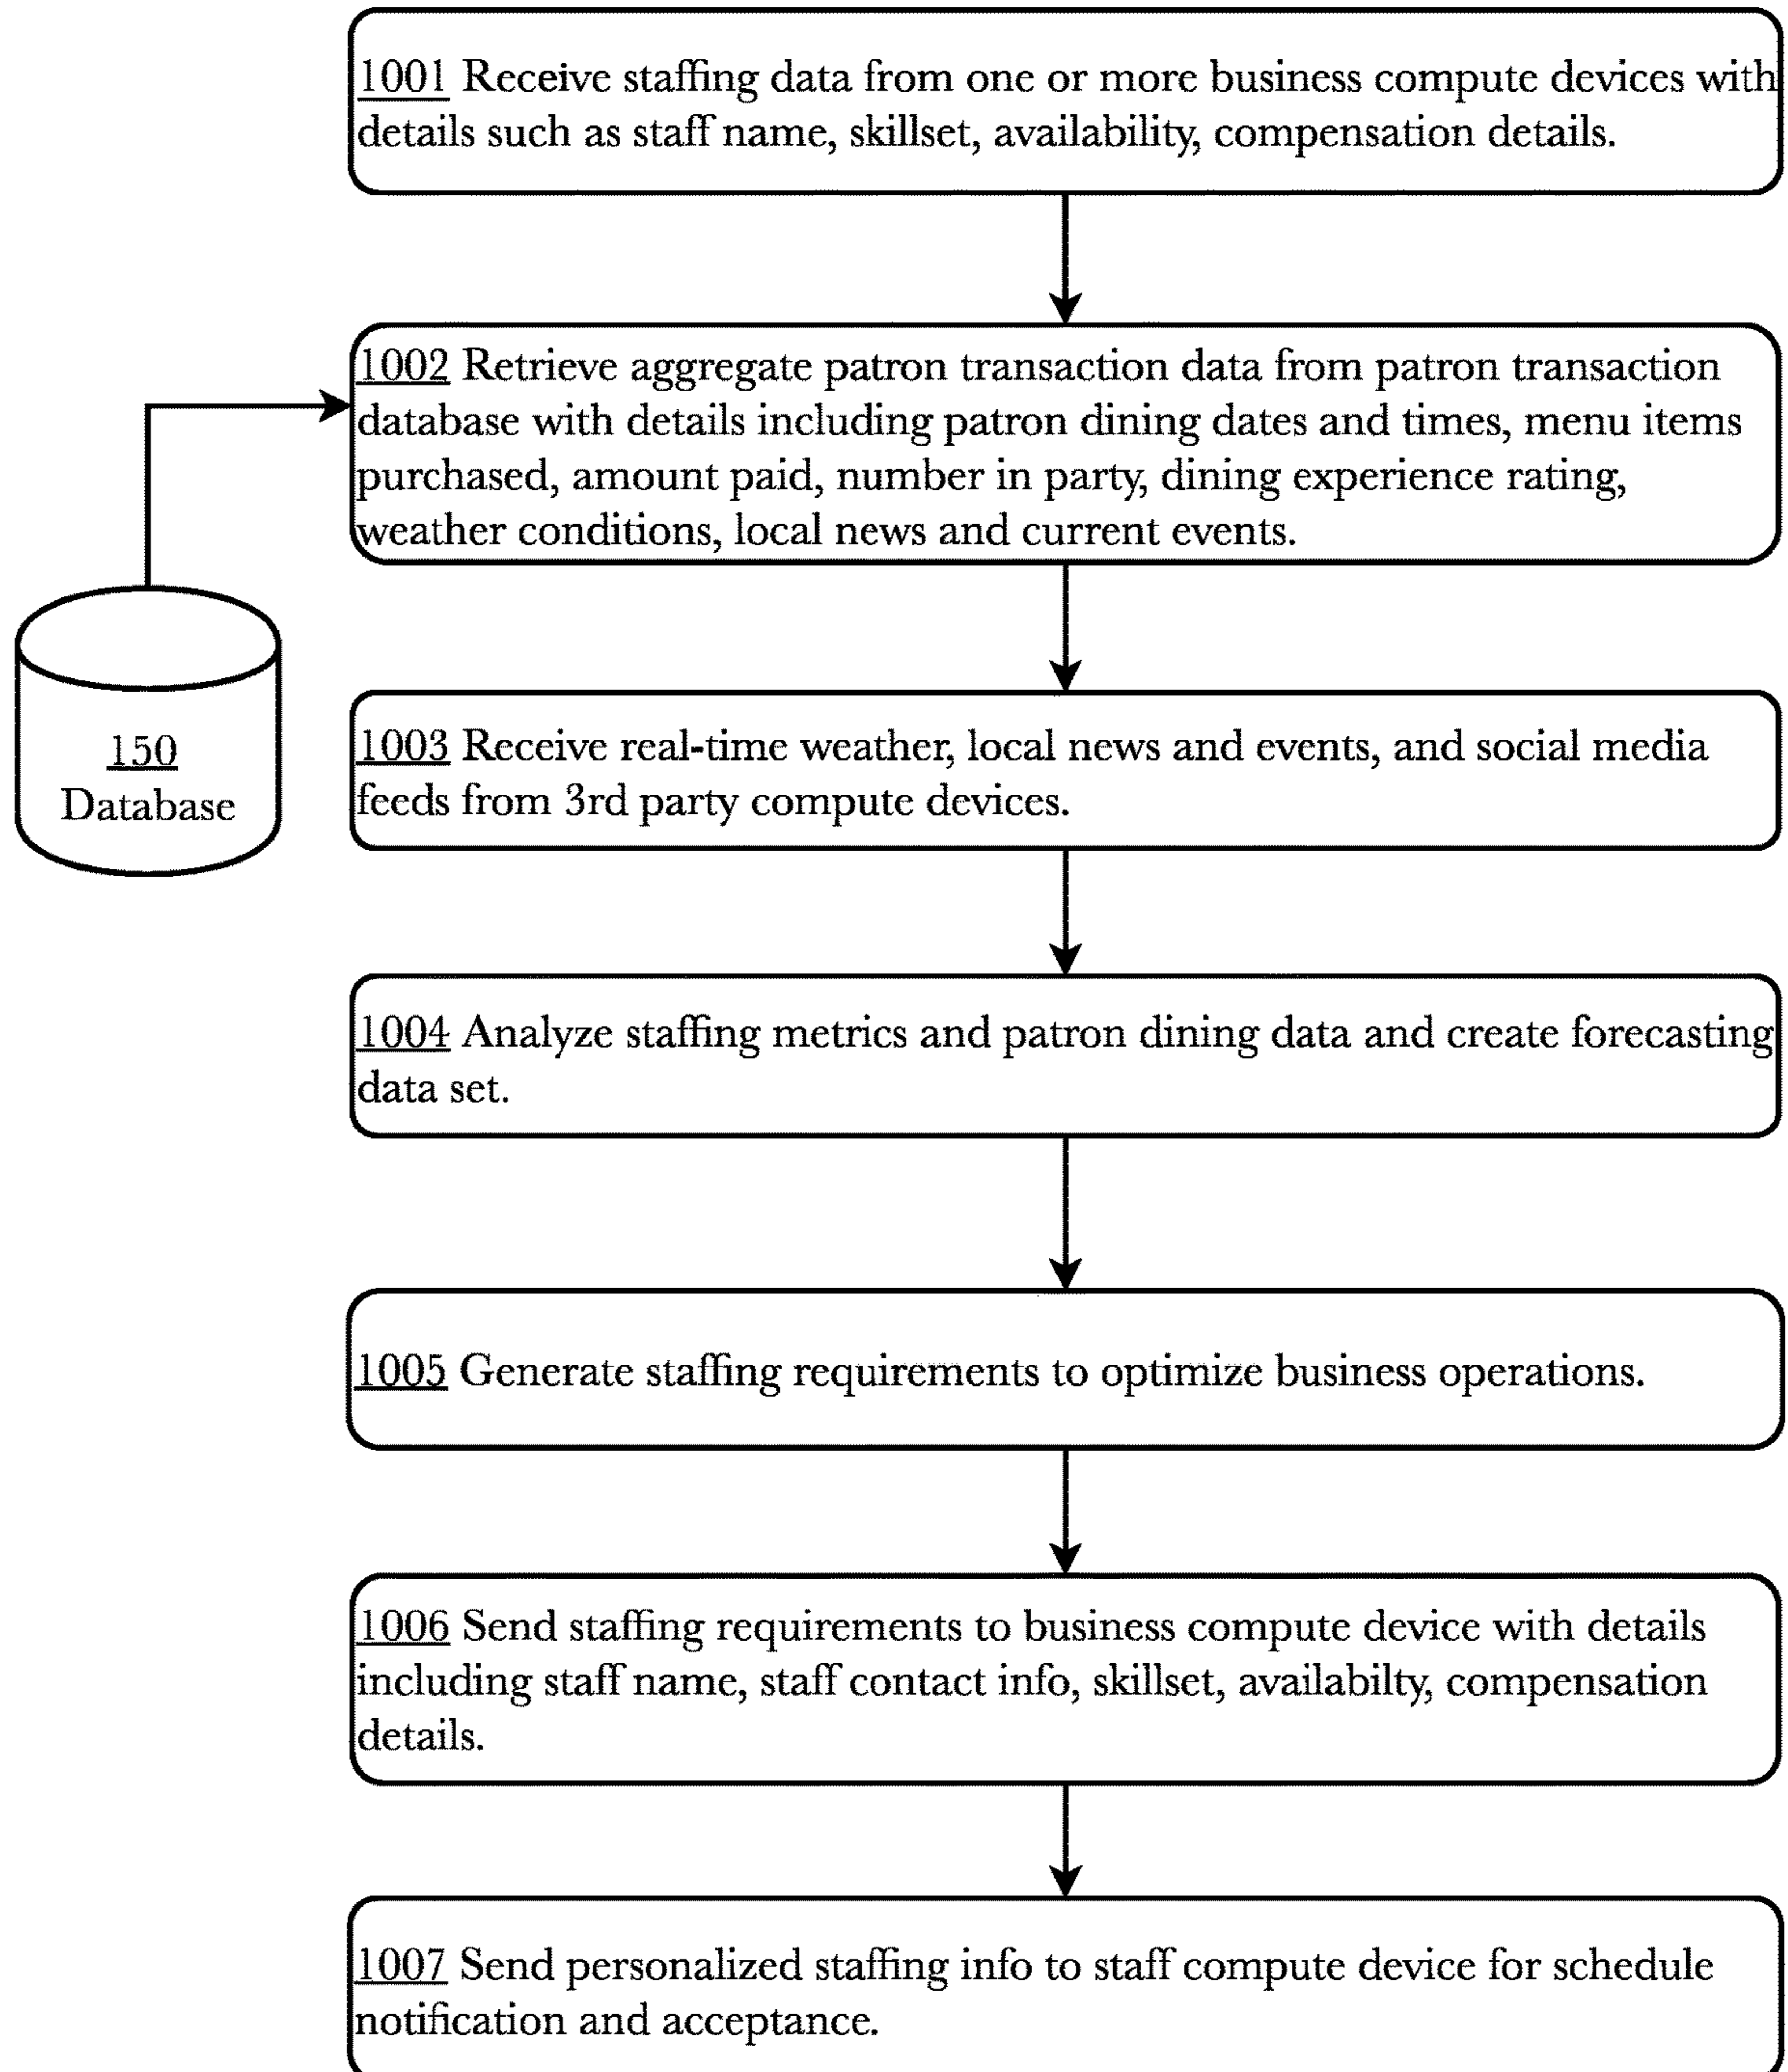 1001 Receive staffing data from one or more business compute devices with
details such as staff name, skillset, availability, compensation details.
1002 Retrieve aggregate patron transaction data from patron transaction
database with details including patron dining dates and times, menu items
purchased, amount paid, number in party, dining experience rating,
weather conditions, local news and current events.
150
Database
1003 Receive real-time weather, local news and events, and social media
feeds from 3rd party compute devices.
1004 Analyze staffing metrics and patron dining data and create forecasting
data set.
1005 Generate staffing requirements to optimize business operations.
1006 Send staffing requirements to business compute device with details
including staff name, staff contact info, skillset, availabilty, compensation
details.
1007 Send personalized staffing info to staff compute device for schedule
notification and acceptance.